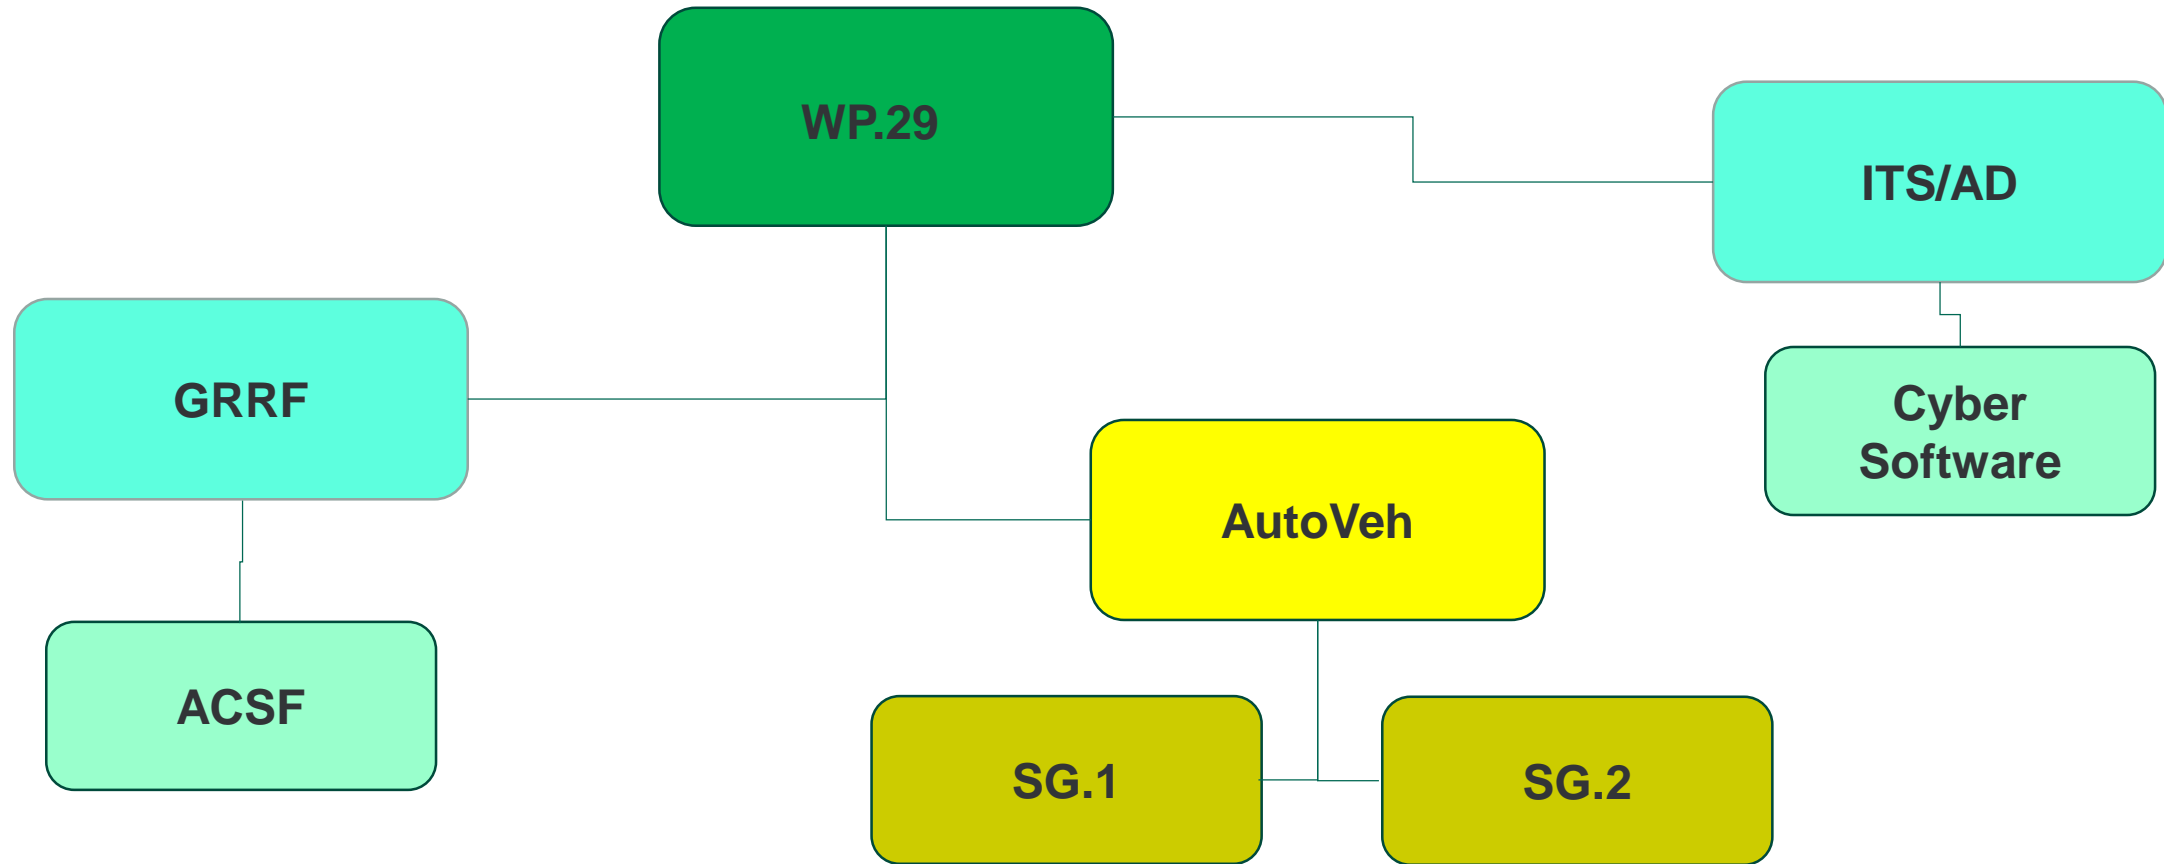 WP.29
ITS/AD
GRRF
Cyber
Software
AutoVeh
ACSF
SG.1
SG.2